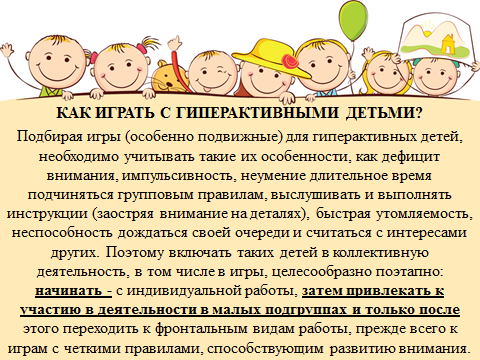 КАК ИГРАТЬ С ГИПЕРАКТИВНЫМИ ДЕТЬМИ?
Подбирая игры (особенно подвижные) для гиперактивных детей,
необходимо учитывать такие их особенности, как дефицит
внимания, импульсивность, неумение длительное время
подчиняться групповым правилам, выслушивать и выполнять
инструкции (заостряя внимание на деталях), быстрая утомляемость,
неспособность дождаться своей очереди и считаться с интересами
других. Поэтому включать таких детей в коллективную
деятельность, в том числе в игры, целесообразно поэтапно:
начинать - с индивидуальной работы, затем привлекать к
участию в деятельности в малых подгруппах и только после
этого переходить к фронтальным видам работы, прежде всего к
играм с четкими правилами, способствующим развитию внимания.